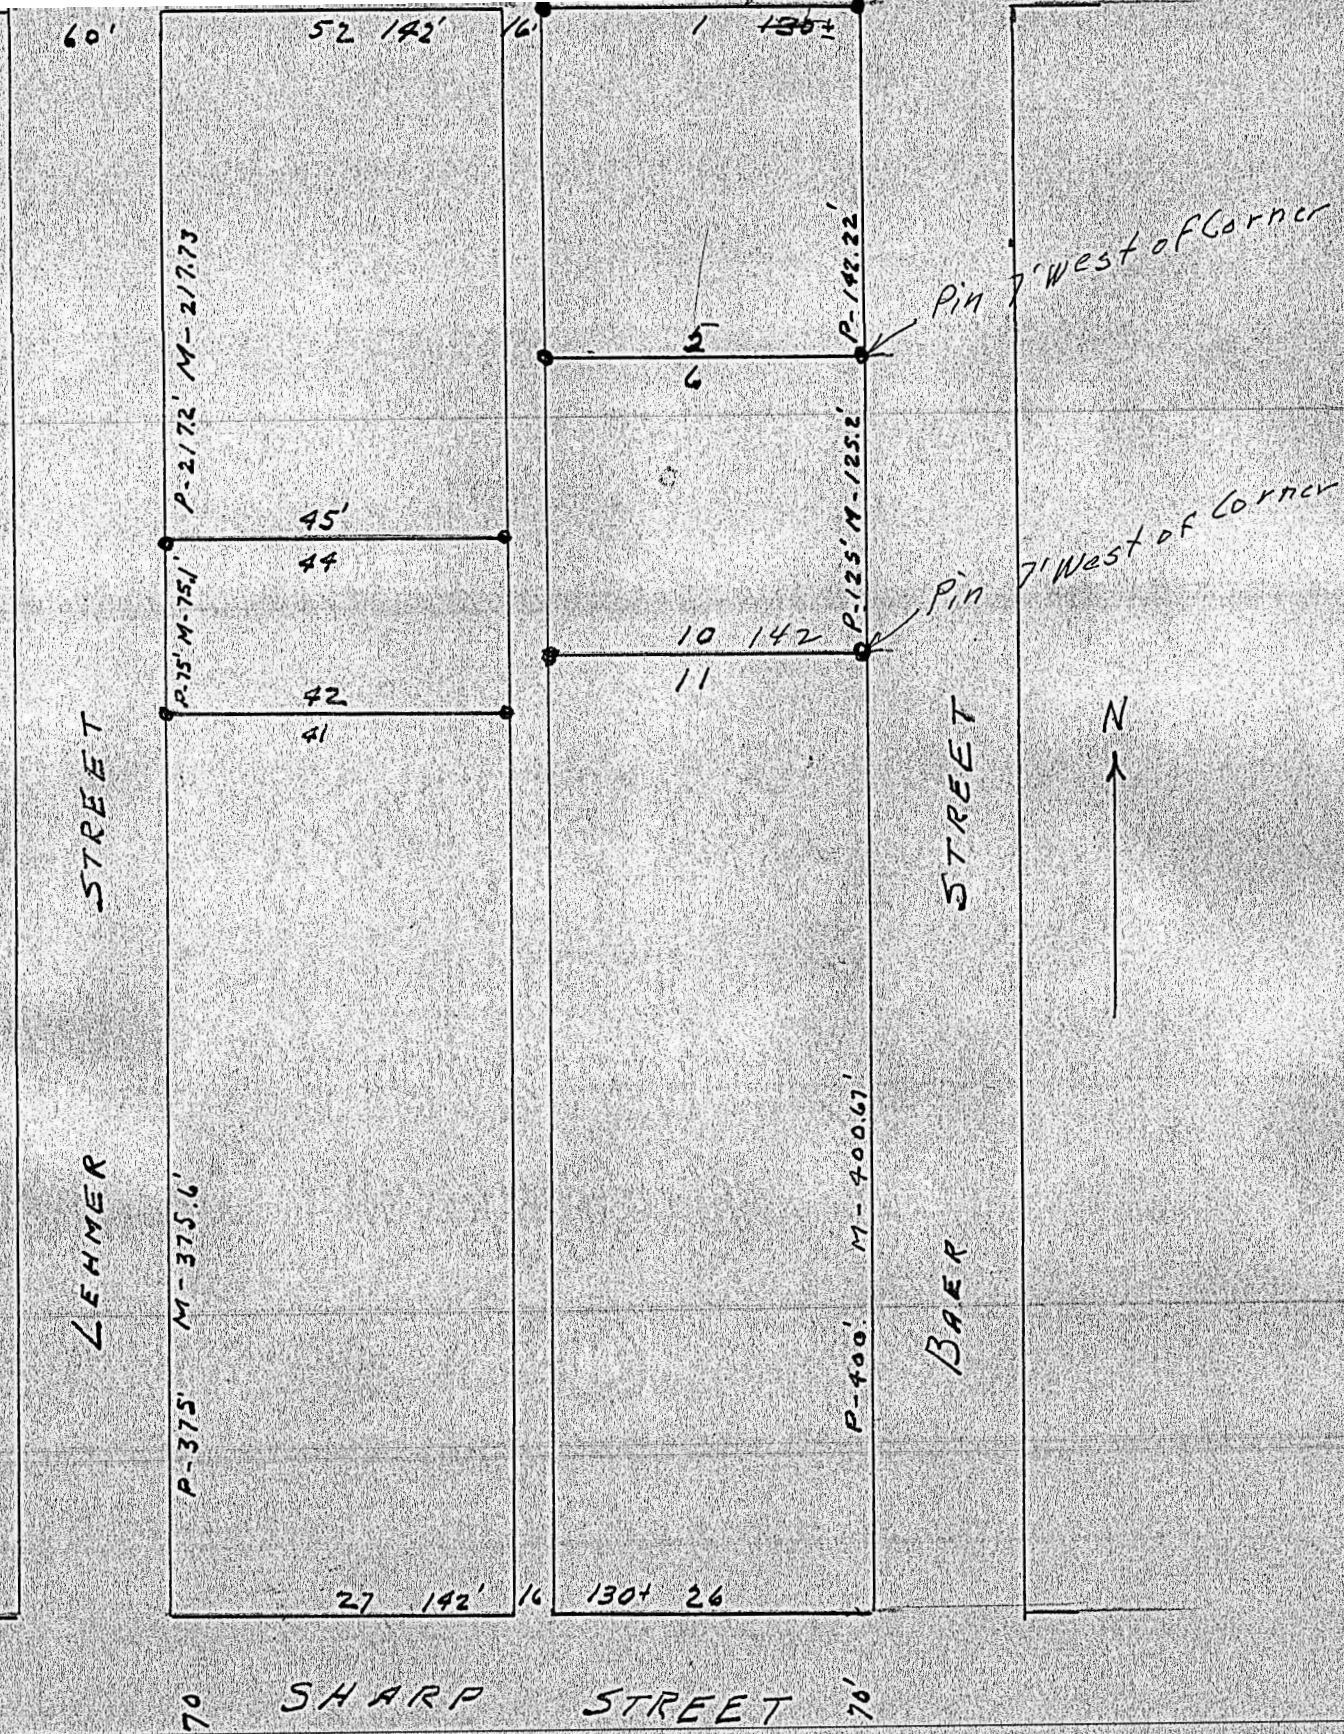 60'
52 142'
16'
1 130±
P-217.2' M-217.73
P-142.22'
Pin 7' West of Corner
5
6
P-125' M-125.2'
45'
44
P-75' M-75.1'
Pin 7' West of Corner
10 142
11
42
41
N
LEHMER STREET
BAER STREET
P-375' M-375.6'
P-400' M-400.67'
27 142'
16
130+ 26
70
SHARP STREET
70'